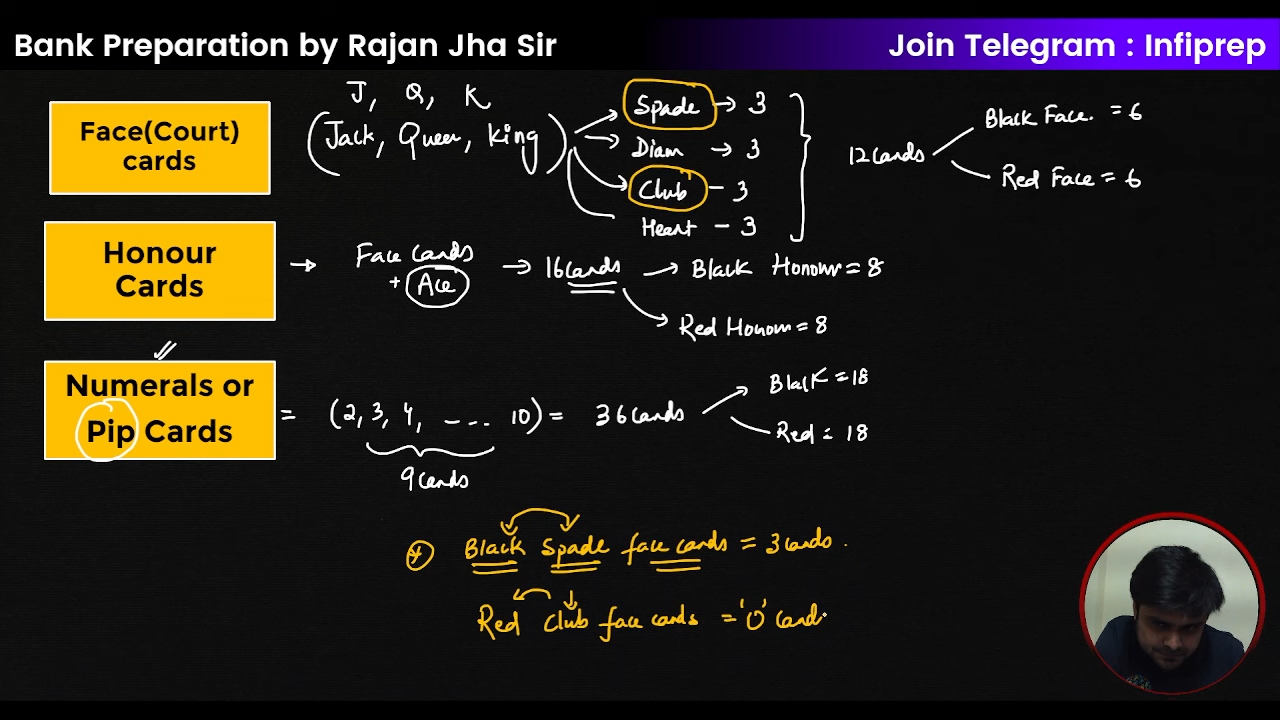 Bank Preparation by Rajan Jha Sir
Join Telegram : Infiprep
Face(Court)
cards
J, Q, K
(Jack, Queen, King)
Spade → 3
Diam → 3
Club - 3
Heart - 3
12 Cards
Black Face. = 6
Red Face = 6
Honour
Cards
→ Face cards
+ Ace
→ 16 Cards
→ Black Honour = 8
Red Honour = 8
Numerals or
Pip Cards
= (2, 3, 4, ---.. 10) = 36 Cards
9 Cards
Black = 18
Red = 18
* Black Spade face cards = 3 Cards.
Red Club face cards = '0' Card